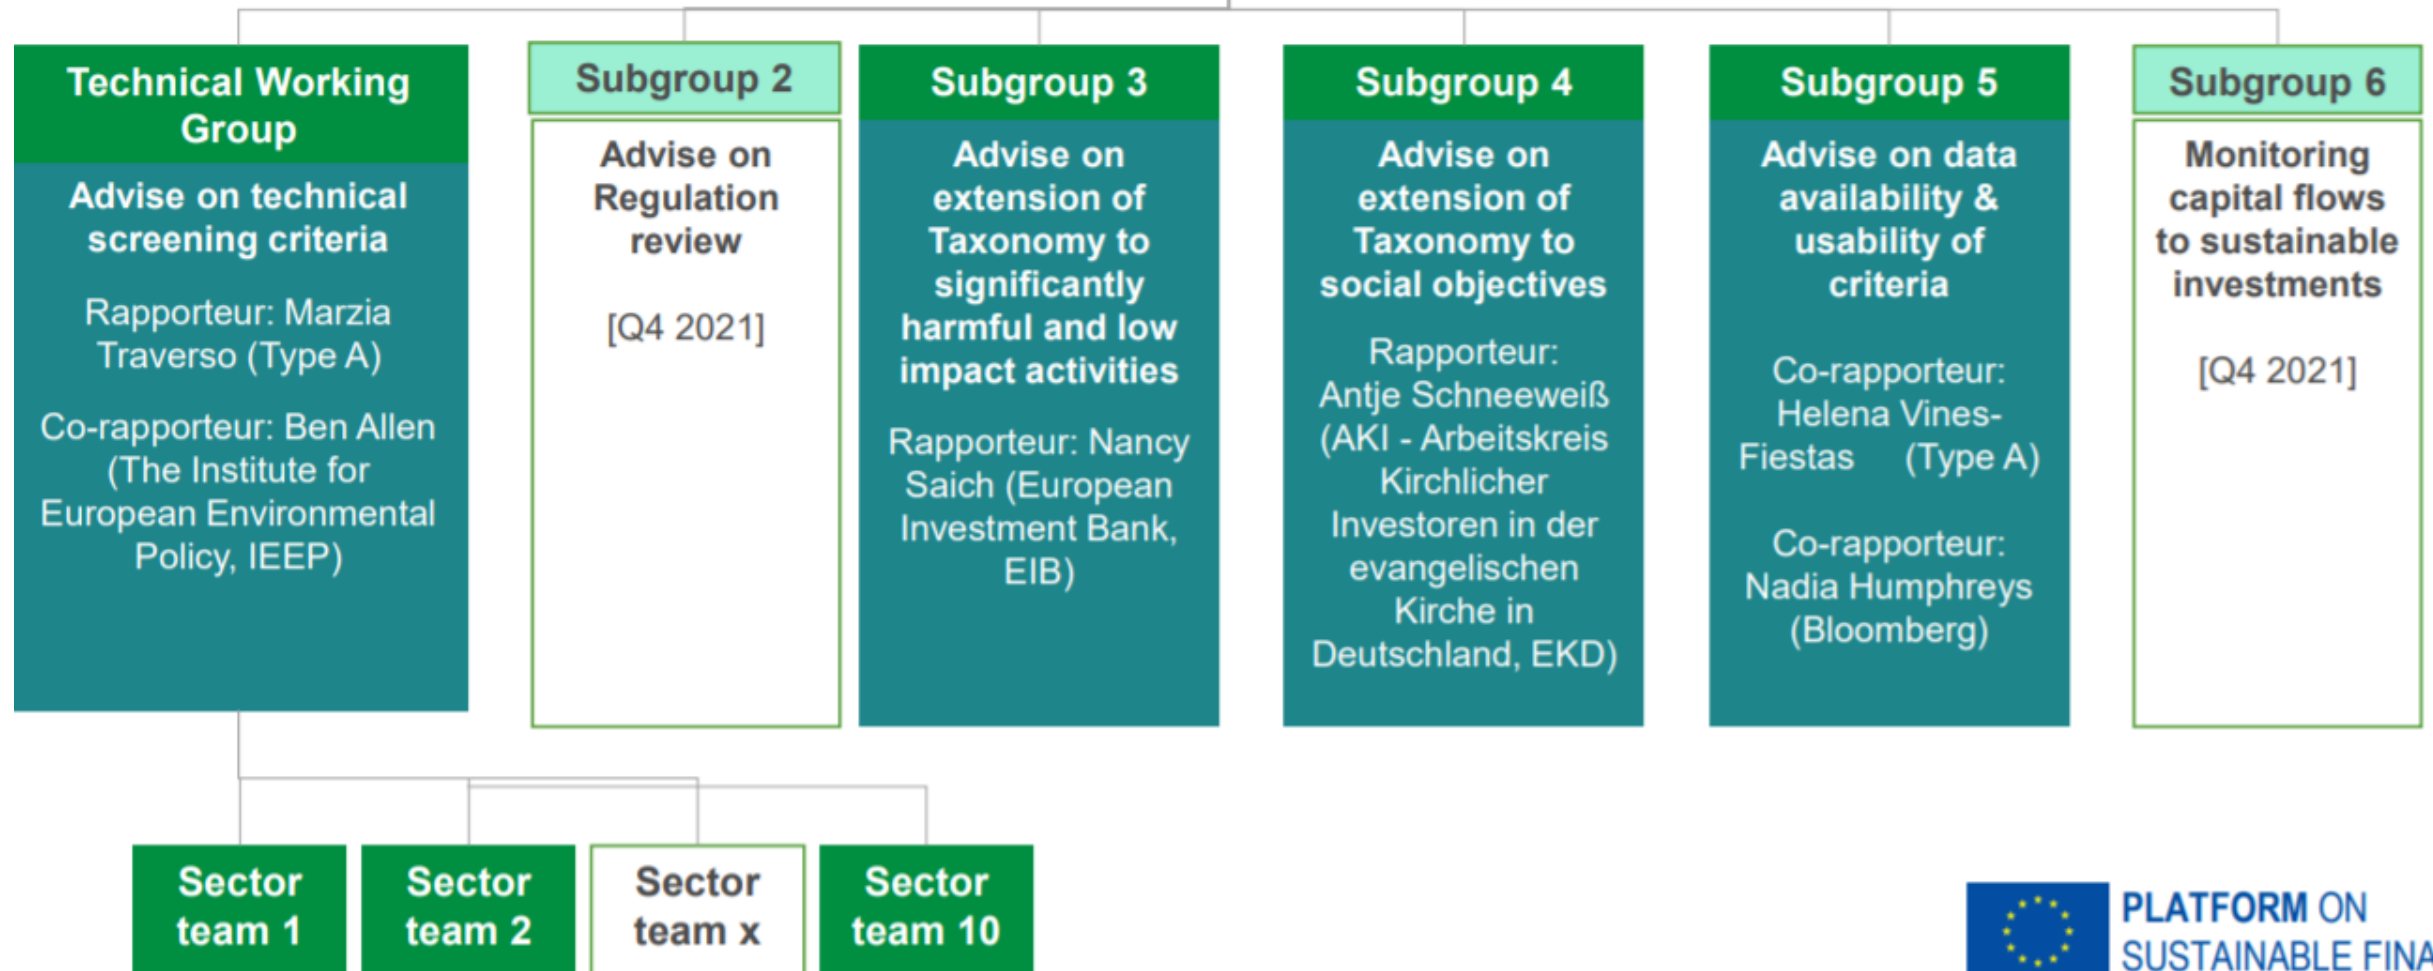 Technical Working
Group
Advise on technical
screening criteria
Rapporteur: Marzia
Traverso (Type A)
Co-rapporteur: Ben Allen
(The Institute for
European Environmental
Policy, IEEP)
Subgroup 2
Advise on
Regulation
review
[Q4 2021]
Subgroup 3
Advise on
extension of
Taxonomy to
significantly
harmful and low
impact activities
Rapporteur: Nancy
Saich (European
Investment Bank,
EIB)
Subgroup 4
Advise on
extension of
Taxonomy to
social objectives
Rapporteur:
Antje Schneeweiß
(AKI - Arbeitskreis
Kirchlicher
Investoren in der
evangelischen
Kirche in
Deutschland, EKD)
Subgroup 5
Advise on data
availability &
usability of
criteria
Co-rapporteur:
Helena Vines-
Fiestas (Type A)
Co-rapporteur:
Nadia Humphreys
(Bloomberg)
Subgroup 6
Monitoring
capital flows
to sustainable
investments
[Q4 2021]
Sector
team 1
Sector
team 2
Sector
team x
Sector
team 10
PLATFORM ON
SUSTAINABLE FINA